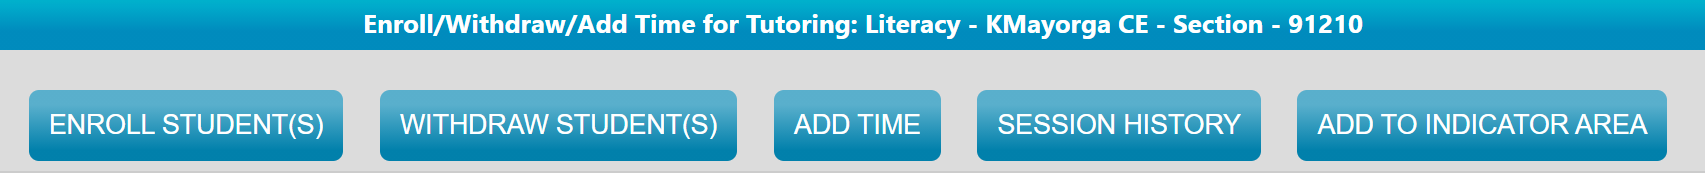 Enroll/Withdraw/Add Time for Tutoring: Literacy - KMayorga CE - Section - 91210
ENROLL STUDENT(S) WITHDRAW STUDENT(S) ADD TIME SESSION HISTORY ADD TO INDICATOR AREA